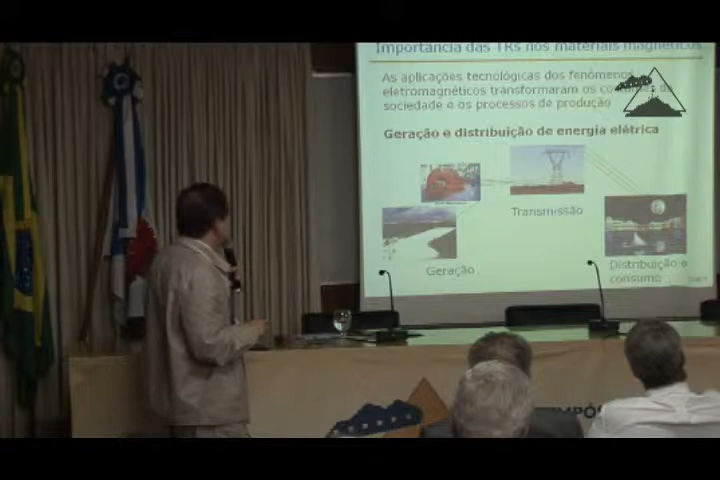 Importância das TRs nos materiais magnéticos
As aplicações tecnológicas dos fenômenos
eletromagnéticos transformaram os
sociedade e os processos de produção
Geração e distribuição de energia elétrica
Transmissão
Geração
Distribuição e
consumo